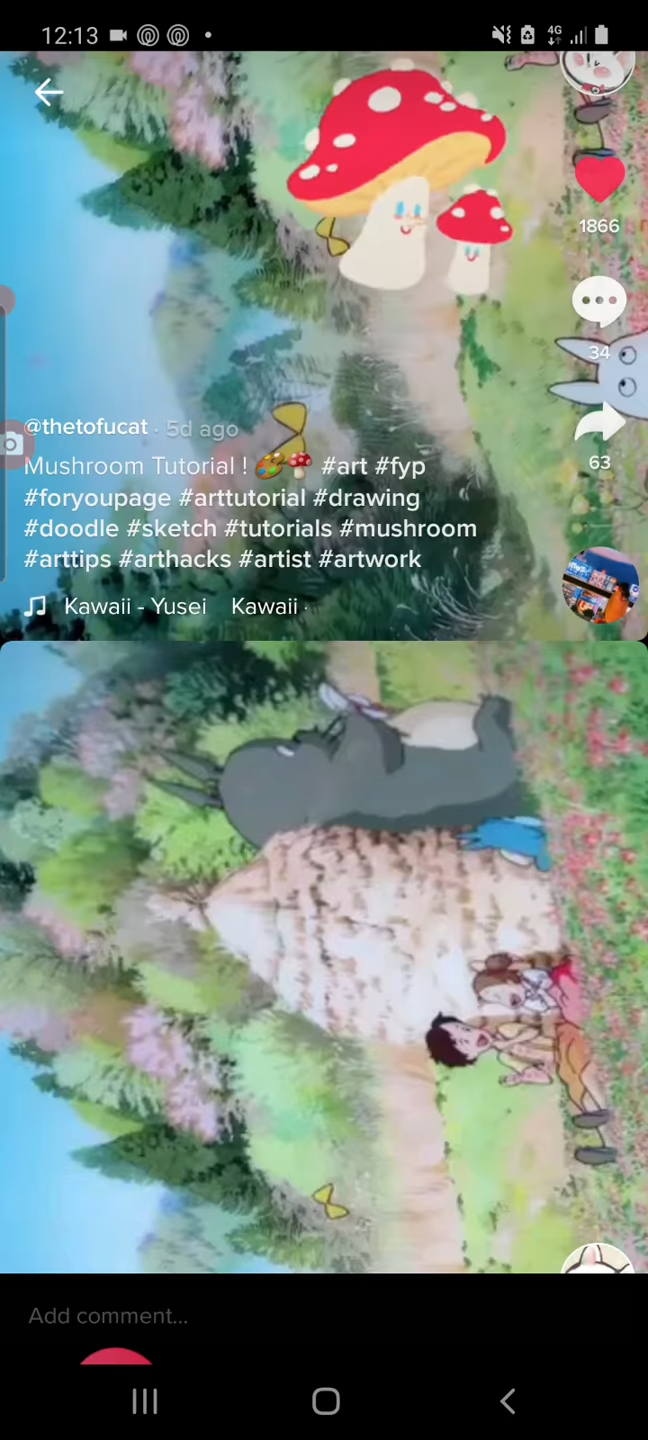 12:13
4G
1866
34
@thetofucat · 5d ago
63
Mushroom Tutorial ! 🎨🍄 #art #fyp
#foryoupage #arttutorial #drawing
#doodle #sketch #tutorials #mushroom
#arttips #arthacks #artist #artwork
Kawaii - Yusei Kawaii ·
Add comment...